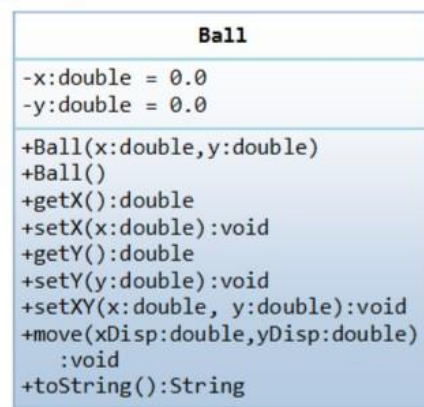 Ball
-x:double = 0.0
-y:double = 0.0
+Ball(x:double,y:double)
+Ball()
+getX():double
+setX(x:double):void
+getY():double
+setY(y:double):void
+setXY(x:double, y:double):void
+move(xDisp:double,yDisp:double)
:void
+toString():String